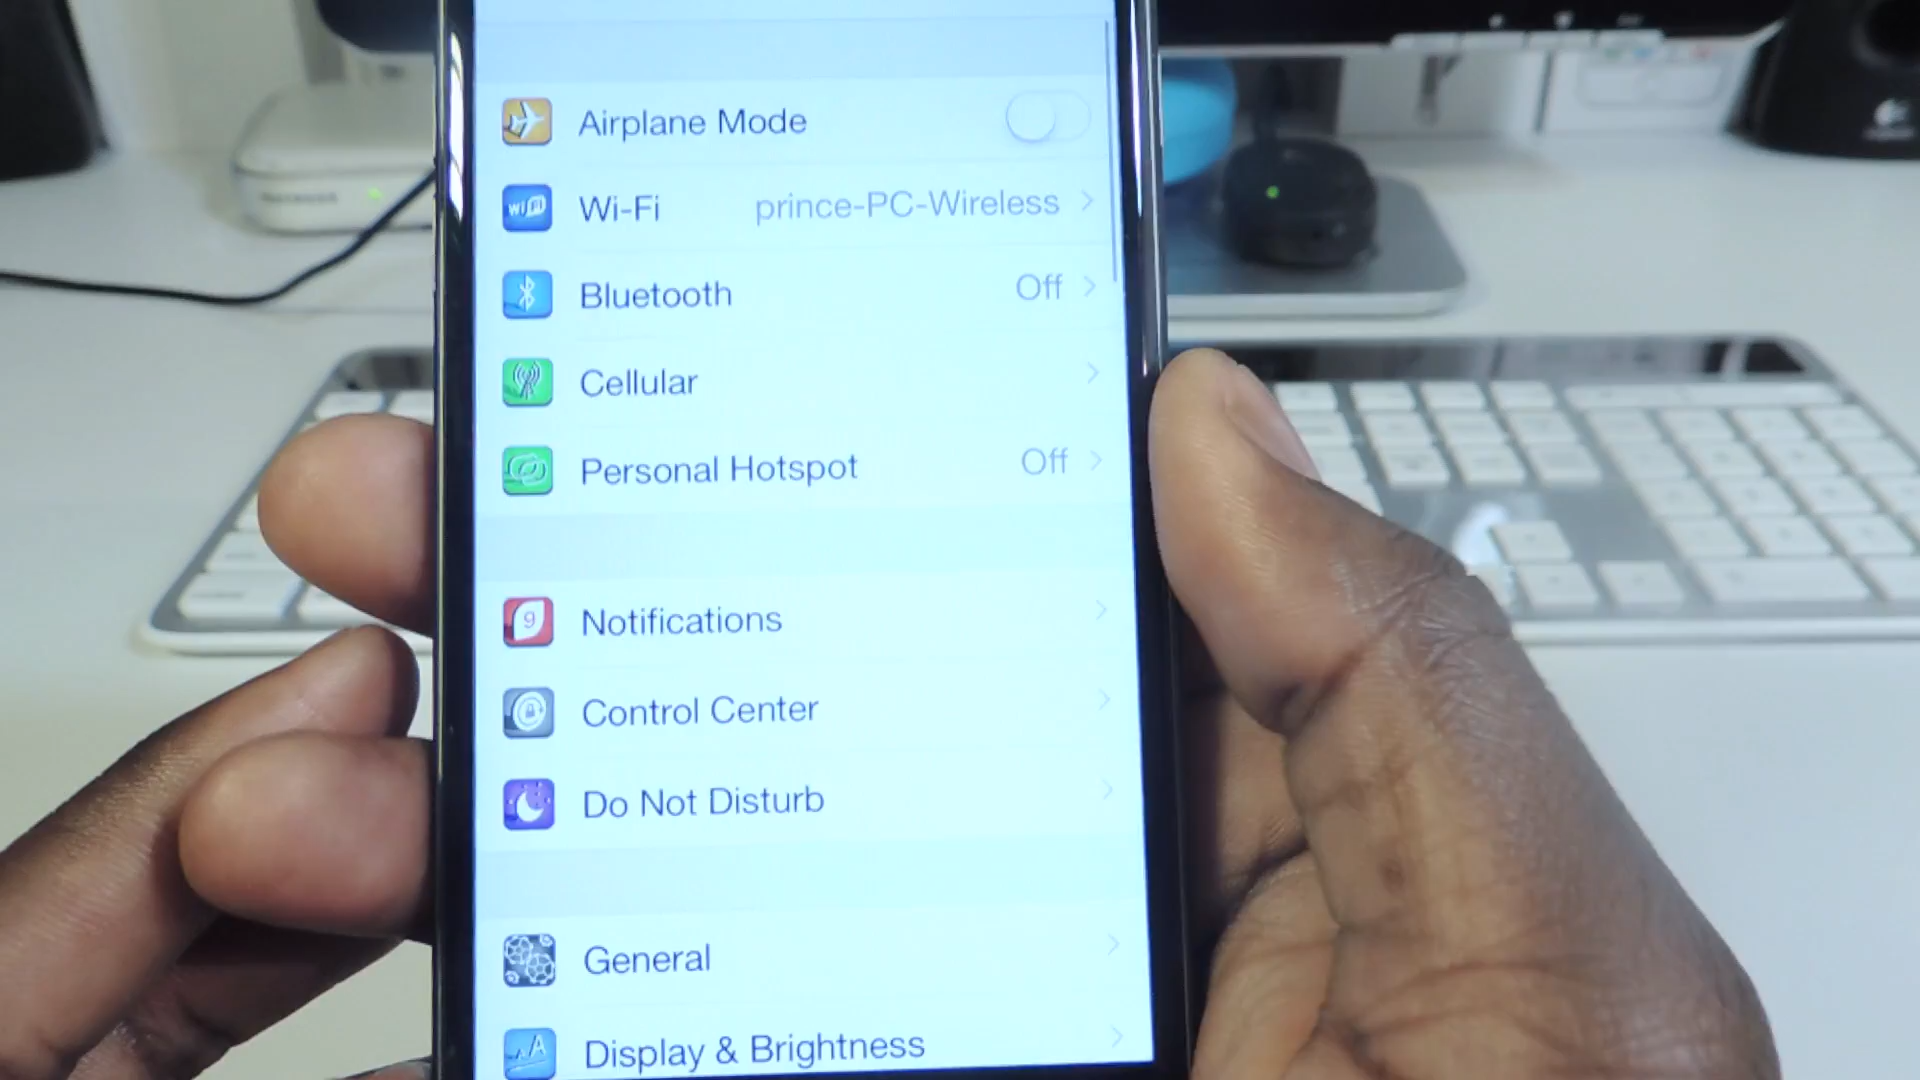 Airplane Mode
Wi-Fi prince-PC-Wireless
Bluetooth Off
Cellular
Personal Hotspot Off
Notifications
Control Center
Do Not Disturb
General
Display & Brightness